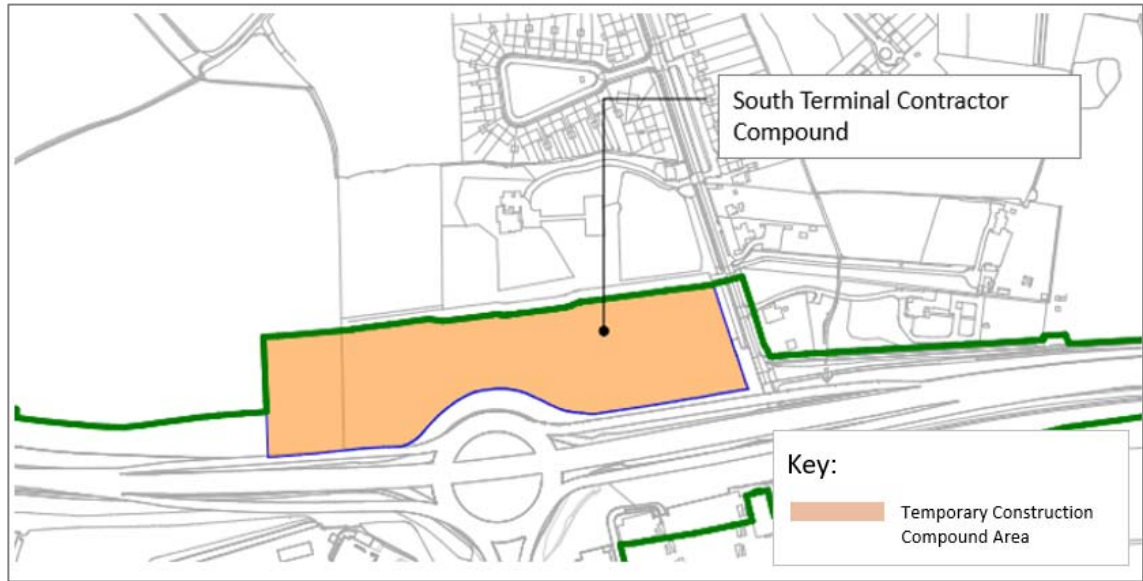 South Terminal Contractor
Compound
Key:
Temporary Construction
Compound Area